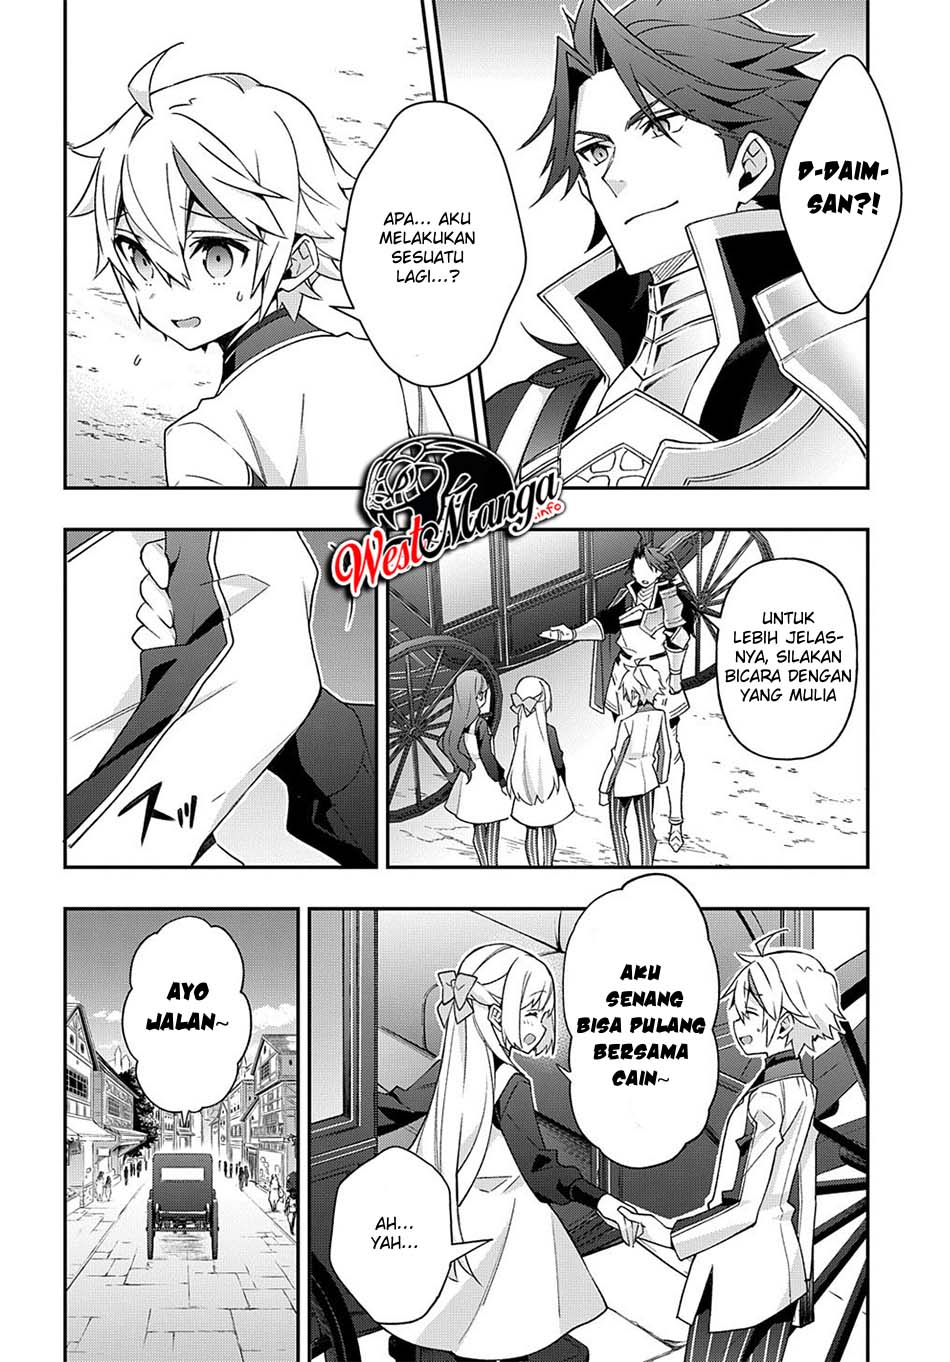 D-DAIM-
SAN?!
APA... AKU
MELAKUKAN
SESUATU
LAGI...?
WestManga
.info
UNTUK
LEBIH JELAS-
NYA, SILAKAN
BICARA DENGAN
YANG MULIA
ズッ
AKU
SENANG
BISA PULANG
BERSAMA
CAIN~
AH...
YAH...
AYO
JALAN~